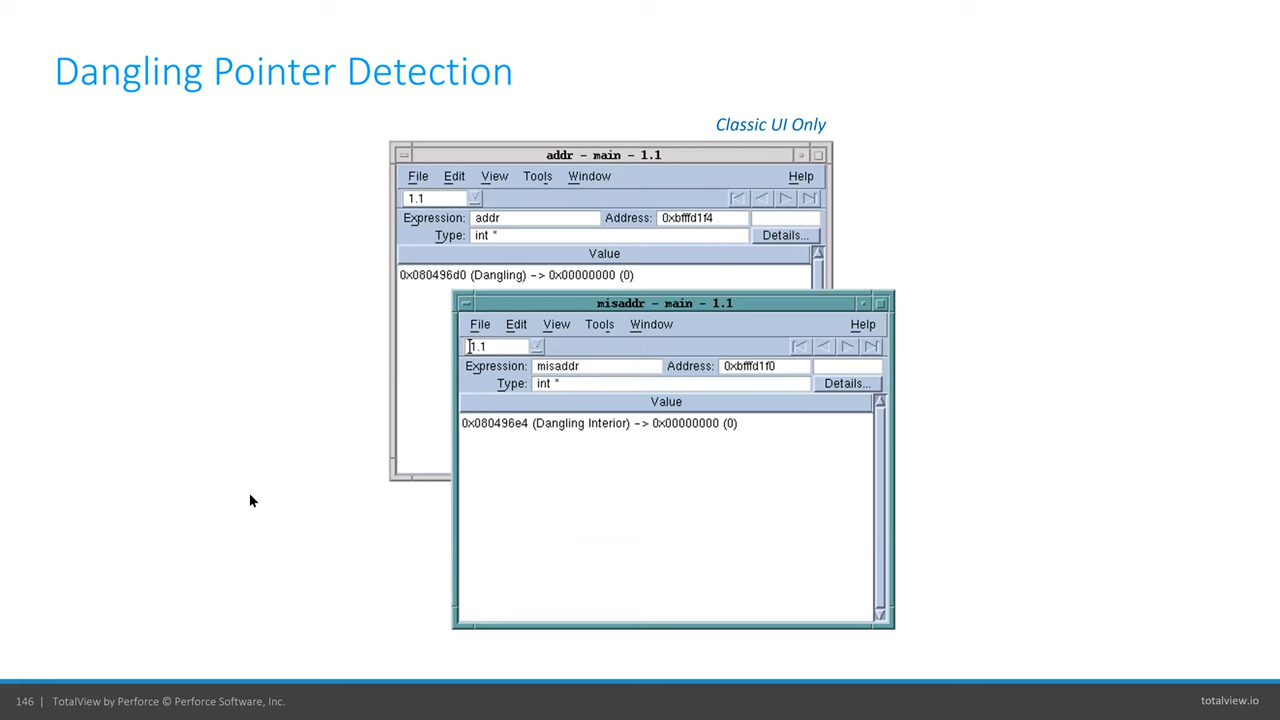 Dangling Pointer Detection
Classic UI Only
addr - main - 1.1
File Edit View Tools Window Help
1.1
Expression: addr Address: 0xbfffd1f4
Type: int * Details...
Value
0x080496d0 (Dangling) -> 0x00000000 (0)
misaddr - main - 1.1
File Edit View Tools Window Help
1.1
Expression: misaddr Address: 0xbfffd1f0
Type: int * Details...
Value
0x080496e4 (Dangling Interior) -> 0x00000000 (0)
146 | TotalView by Perforce © Perforce Software, Inc. totalview.io